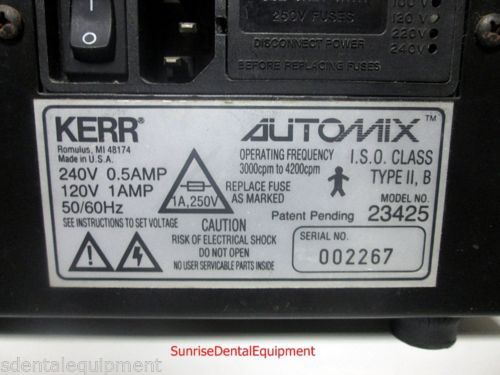 250V FUSES
DISCONNECT POWER
BEFORE REPLACING FUSES
100V
120V
220V
240V
KERR®
Romulus, MI 48174
Made in U.S.A.
240V 0.5AMP
120V 1AMP
50/60Hz
SEE INSTRUCTIONS TO SET VOLTAGE
1A,250V
AUTOMIX™
OPERATING FREQUENCY
3000cpm to 4200cpm
REPLACE FUSE
AS MARKED
I.S.O. CLASS
TYPE II, B
MODEL NO.
Patent Pending 23425
CAUTION
RISK OF ELECTRICAL SHOCK
DO NOT OPEN
NO USER SERVICABLE PARTS INSIDE
SERIAL NO.
002267
SunriseDentalEquipment
sdentalequipment
sdentalequipment